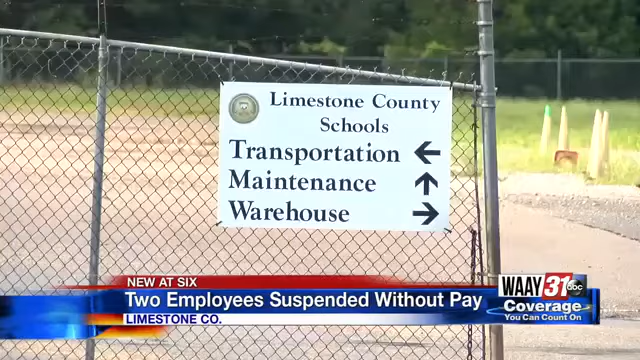 Limestone County
Schools
Transportation ←
Maintenance ↑
Warehouse →
NEW AT SIX
Two Employees Suspended Without Pay
LIMESTONE CO.
WAAY 31 abc
Coverage
You Can Count On